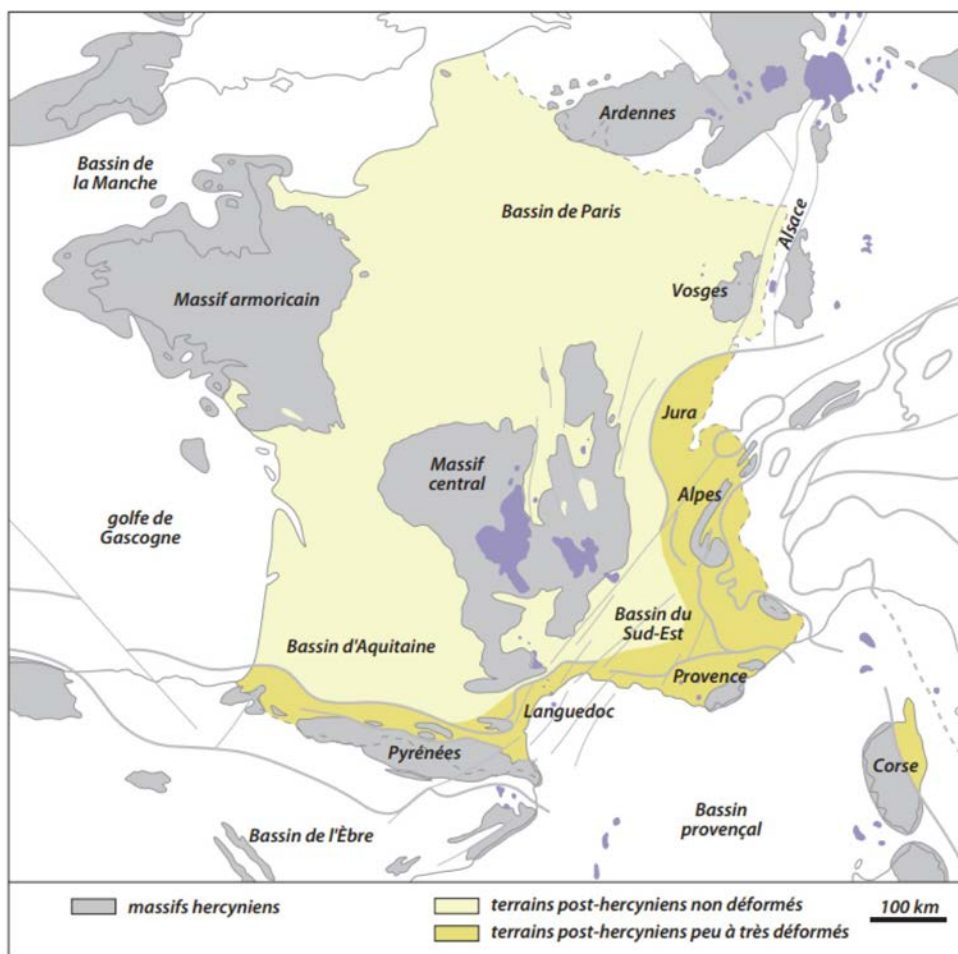 Ardennes
Bassin de
la Manche
Bassin de Paris
Alsace
Massif armoricain
Vosges
Jura
Massif
central
Alpes
golfe de
Gascogne
Bassin du
Sud-Est
Bassin d'Aquitaine
Provence
Languedoc
Pyrénées
Corse
Bassin
provençal
Bassin de l'Èbre
massifs hercyniens
terrains post-hercyniens non déformés
100 km
terrains post-hercyniens peu à très déformés